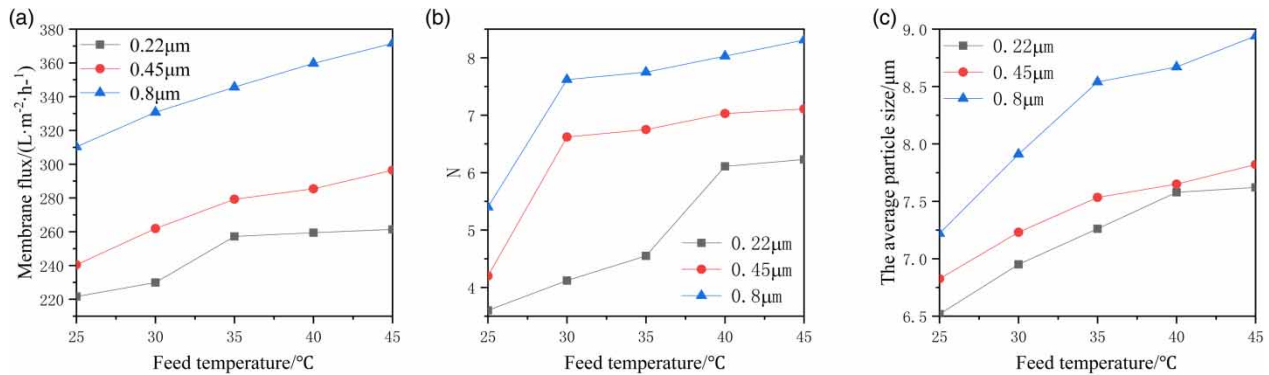 (a)
380
360
340
320
300
280
260
240
220
Membrane flux/(L·m⁻²·h-¹)
0.22μm
0.45μm
0.8μm
25 30 35 40 45
Feed temperature/℃
(b)
8
7
6
5
4
N
0.22μm
0.45μm
0.8μm
25 30 35 40 45
Feed temperature/℃
(c)
9.0
8.5
8.0
7.5
7.0
6.5
The average particle size/μm
0.22μm
0.45μm
0.8μm
25 30 35 40 45
Feed temperature/℃